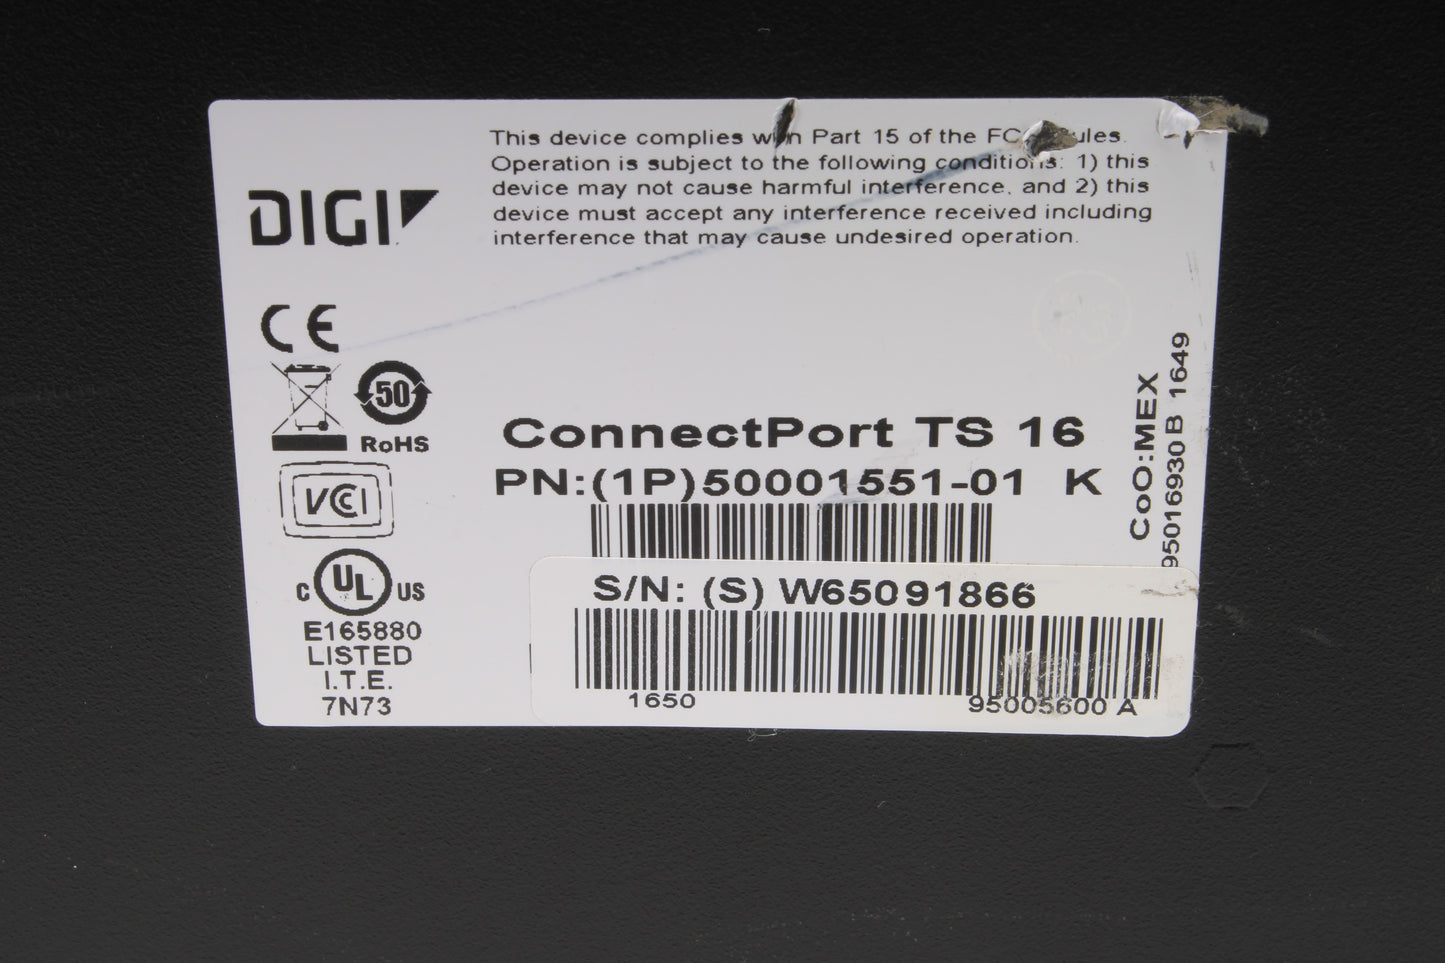 This device complies with Part 15 of the FCC Rules.
Operation is subject to the following conditions: 1) this
device may not cause harmful interference, and 2) this
device must accept any interference received including
interference that may cause undesired operation.
DIGI
CE
50
RoHS
VCCI
C UL US
E165880
LISTED
I.T.E.
7N73
ConnectPort TS 16
PN:(1P)50001551-01 K
CoO:MEX
95016930 B 1649
S/N: (S) W65091866
1650
95005600 A